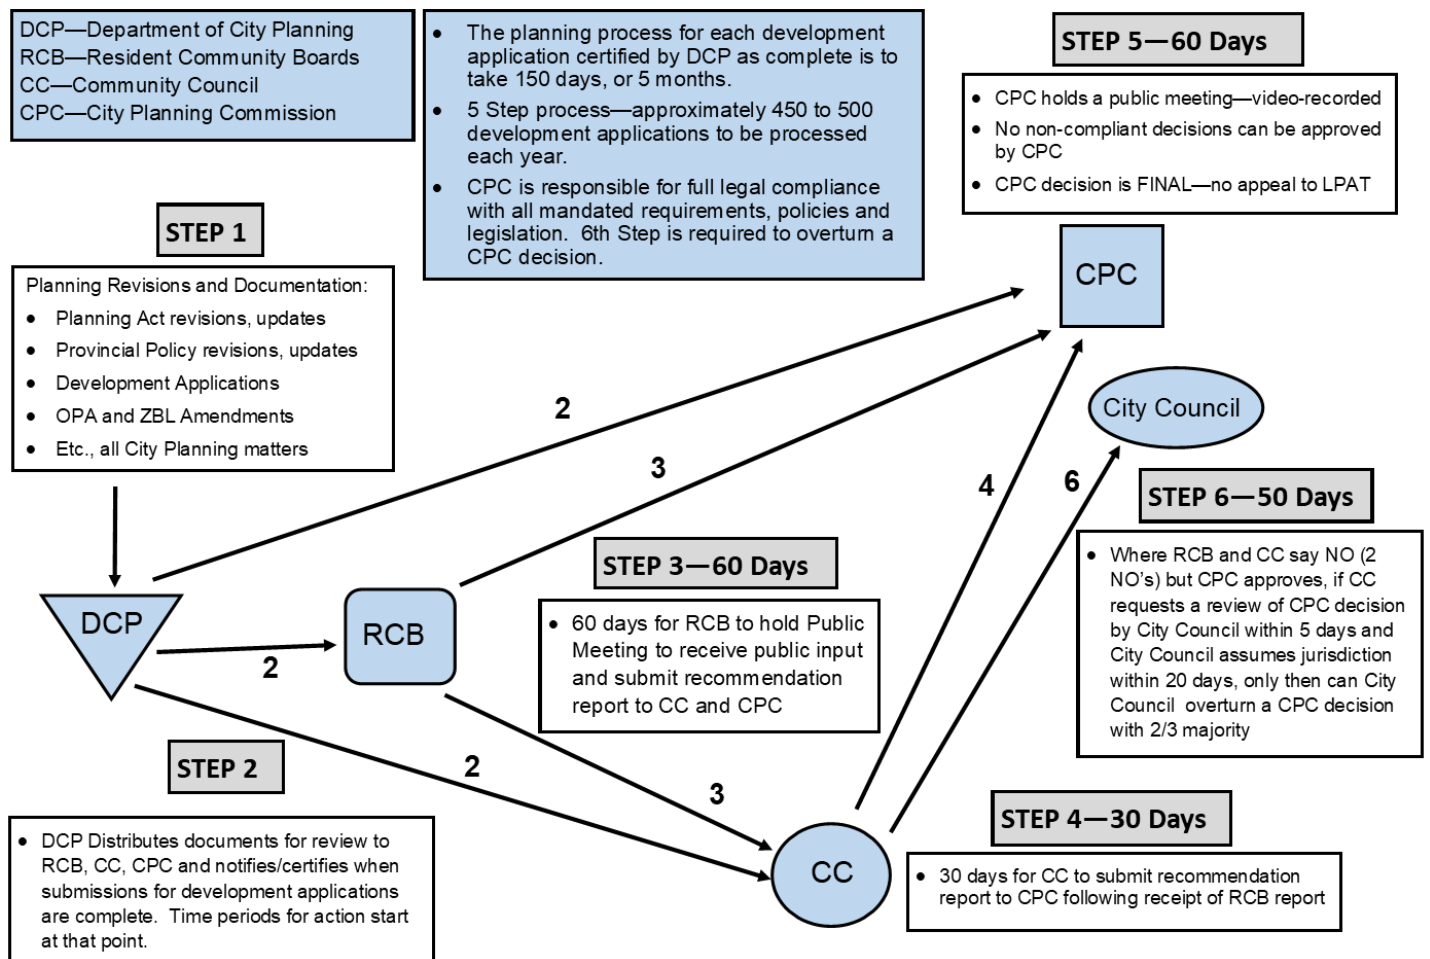 DCP—Department of City Planning
RCB—Resident Community Boards
CC—Community Council
CPC—City Planning Commission
• The planning process for each development
application certified by DCP as complete is to
take 150 days, or 5 months.
• 5 Step process—approximately 450 to 500
development applications to be processed
each year.
• CPC is responsible for full legal compliance
with all mandated requirements, policies and
legislation. 6th Step is required to overturn a
CPC decision.
STEP 5—60 Days
• CPC holds a public meeting—video-recorded
• No non-compliant decisions can be approved
by CPC
• CPC decision is FINAL—no appeal to LPAT
STEP 1
Planning Revisions and Documentation:
• Planning Act revisions, updates
• Provincial Policy revisions, updates
• Development Applications
• OPA and ZBL Amendments
• Etc., all City Planning matters
CPC
City Council
2
3
4
6
STEP 6—50 Days
• Where RCB and CC say NO (2
NO's) but CPC approves, if CC
requests a review of CPC decision
by City Council within 5 days and
City Council assumes jurisdiction
within 20 days, only then can City
Council overturn a CPC decision
with 2/3 majority
STEP 3—60 Days
• 60 days for RCB to hold Public
Meeting to receive public input
and submit recommendation
report to CC and CPC
DCP
2
RCB
2
3
STEP 2
• DCP Distributes documents for review to
RCB, CC, CPC and notifies/certifies when
submissions for development applications
are complete. Time periods for action start
at that point.
CC
STEP 4—30 Days
• 30 days for CC to submit recommendation
report to CPC following receipt of RCB report